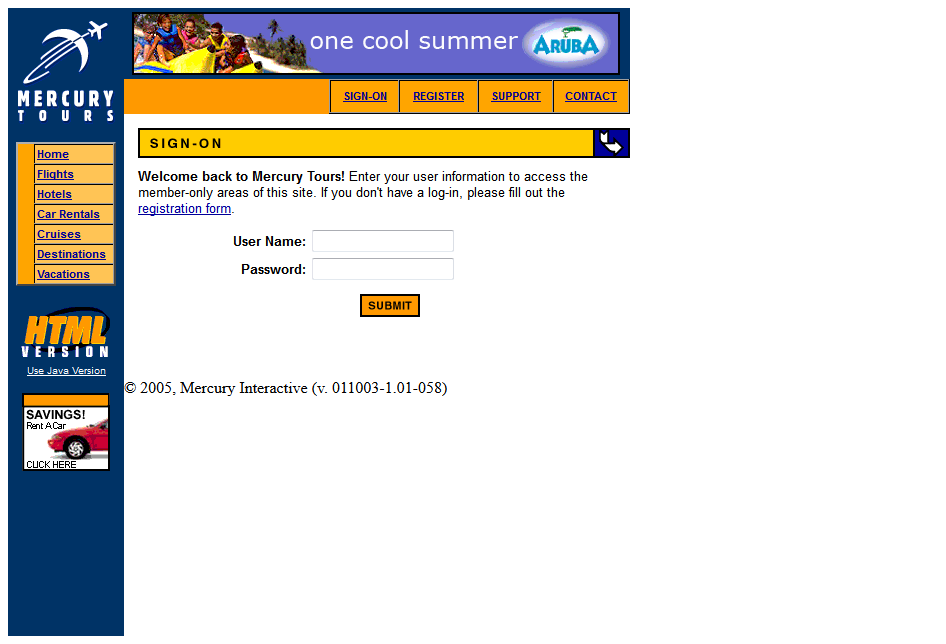 MERCURY
TOURS
one cool summer ARUBA
SIGN-ON REGISTER SUPPORT CONTACT
Home
Flights
Hotels
Car Rentals
Cruises
Destinations
Vacations
HTML
VERSION
Use Java Version
SAVINGS!
Rent A Car
CLICK HERE
SIGN-ON
Welcome back to Mercury Tours! Enter your user information to access the
member-only areas of this site. If you don't have a log-in, please fill out the
registration form.
User Name:
Password:
SUBMIT
© 2005, Mercury Interactive (v. 011003-1.01-058)